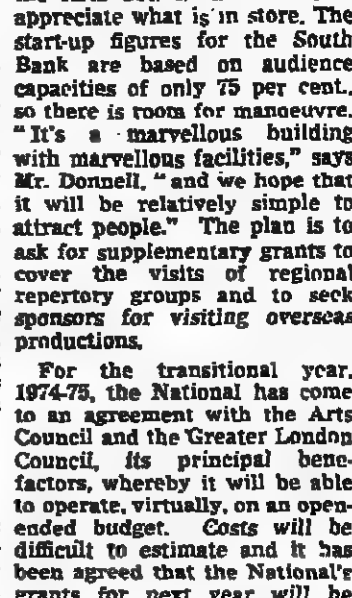 appreciate what is in store. The
start-up figures for the South
Bank are based on audience
capacities of only 75 per cent.,
so there is room for manoeuvre.
"It's a marvellous building
with marvellous facilities," says
Mr. Donnell, "and we hope that
it will be relatively simple to
attract people." The plan is to
ask for supplementary grants to
cover the visits of regional
repertory groups and to seek
sponsors for visiting overseas
productions.
For the transitional year,
1974-75, the National has come
to an agreement with the Arts
Council and the Greater London
Council, its principal bene-
factors, whereby it will be able
to operate, virtually, on an open-
ended budget. Costs will be
difficult to estimate and it has
been agreed that the National's
grants for next year will be